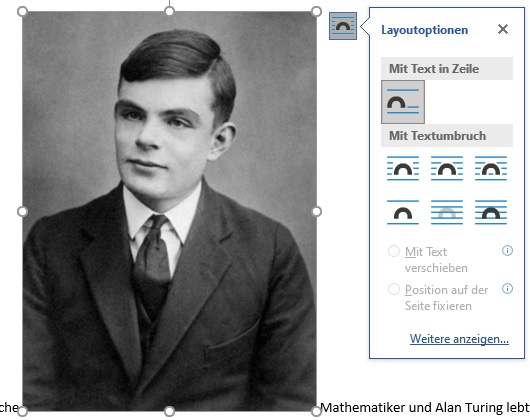 Layoutoptionen
Mit Text in Zeile
Mit Textumbruch
Mit Text
verschieben
Position auf der
Seite fixieren
Weitere anzeigen...
che Mathematiker und Alan Turing lebt